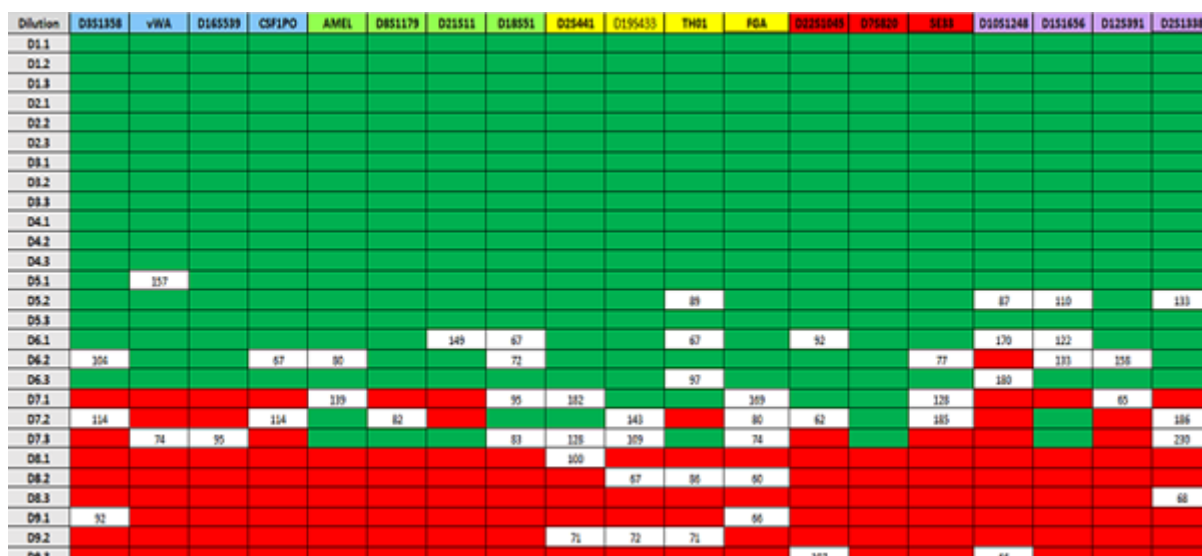 Dilution D3S1358 vWA D16S539 CSF1PO AMEL D8S1179 D21S11 D18S51 D2S441 D19S433 TH01 FGA D22S1045 D7S820 SE33 D10S1248 D1S1656 D12S391 D2S1338
D1.1
D1.2
D1.3
D2.1
D2.2
D2.3
D3.1
D3.2
D3.3
D4.1
D4.2
D4.3
D5.1 157
D5.2 89 87 110 133
D5.3
D6.1 149 67 67 92 170 122
D6.2 104 67 80 72 77 133 158
D6.3 97 180
D7.1 139 95 182 169 128 65
D7.2 114 114 82 143 80 62 185 186
D7.3 74 95 83 128 109 74 230
D8.1 100
D8.2 67 86 60
D8.3 68
D9.1 92 66
D9.2 71 72 71